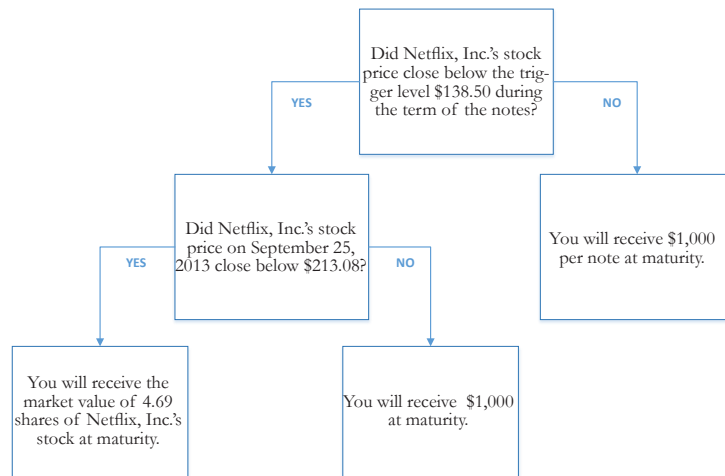 Did Netflix, Inc.'s stock
price close below the trig-
ger level $138.50 during
the term of the notes?
YES
NO
Did Netflix, Inc.'s stock
price on September 25,
2013 close below $213.08?
You will receive $1,000
per note at maturity.
YES
NO
You will receive the
market value of 4.69
shares of Netflix, Inc.'s
stock at maturity.
You will receive $1,000
at maturity.